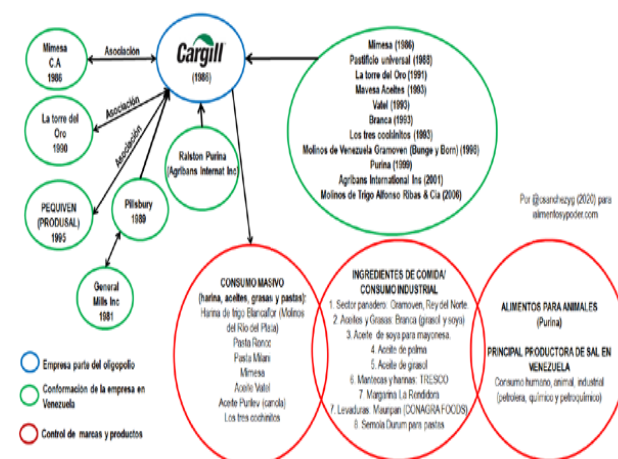 Mimesa
C.A
1986
Asociación
Cargill
(1986)
La torre del
Oro
1990
Asociación
Asociación
PEQUIVEN
(PRODUSAL)
1995
Pillsbury
1989
General
Mills Inc
1981
Ralston Purina
(Agribans Internat Inc
Mimesa (1986)
Pastificio universal (1988)
La torre del Oro (1991)
Mavesa Aceites (1993)
Vatel (1993)
Branca (1993)
Los tres cochinitos (1993)
Molinos de Venezuela Gramoven (Bunge y Born) (1998)
Purina (1999)
Agribans International Ins (2001)
Molinos de Trigo Alfonso Ribas & Cia (2006)
Por @csanchezyg (2020) para
alimentosypoder.com
CONSUMO MASIVO
(harina, aceites, grasas y pastas):
Harina de trigo Blancaflor (Molinos
del Río del Plata)
Pasta Ronco
Pasta Milani
Mimesa
Aceite Vatel
Aceite Purilev (canola)
Los tres cochinitos
INGREDIENTES DE COMIDA/
CONSUMO INDUSTRIAL
1. Sector panadero: Gramoven, Rey del Norte.
2. Aceites y Grasas: Branca (girasol y soya)
3. Aceite de soya para mayonesa.
4. Aceite de palma
5. Aceite de girasol
6. Mantecas y harinas: TRESCO
7 Margarina La Rendidora
7. Levaduras: Mauripan (CONAGRA FOCOS)
8. Semola Durum para pastas
ALIMENTOS PARA ANIMALES
(Purina)
PRINCIPAL PRODUCTORA DE SAL EN
VENEZUELA
Consumo humano, animal, industrial
(petrolera, químico y petroquímico)
Empresa parte del oligopolio
Conformación de la empresa en
Venezuela
Control de marcas y productos